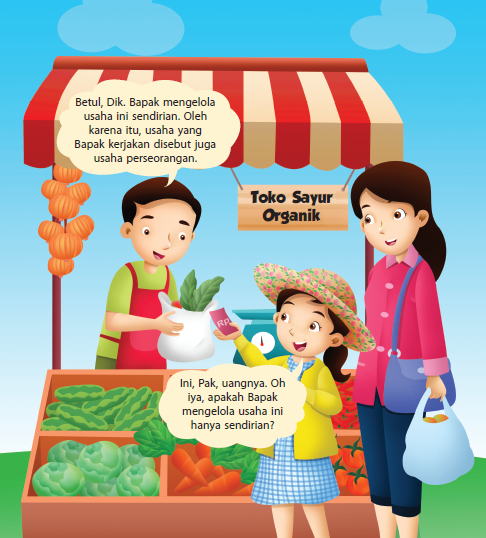 Betul, Dik. Bapak mengelola
usaha ini sendirian. Oleh
karena itu, usaha yang
Bapak kerjakan disebut juga
usaha perseorangan.
Toko Sayur
Organik
RP
Ini, Pak, uangnya. Oh
iya, apakah Bapak
mengelola usaha ini
hanya sendirian?